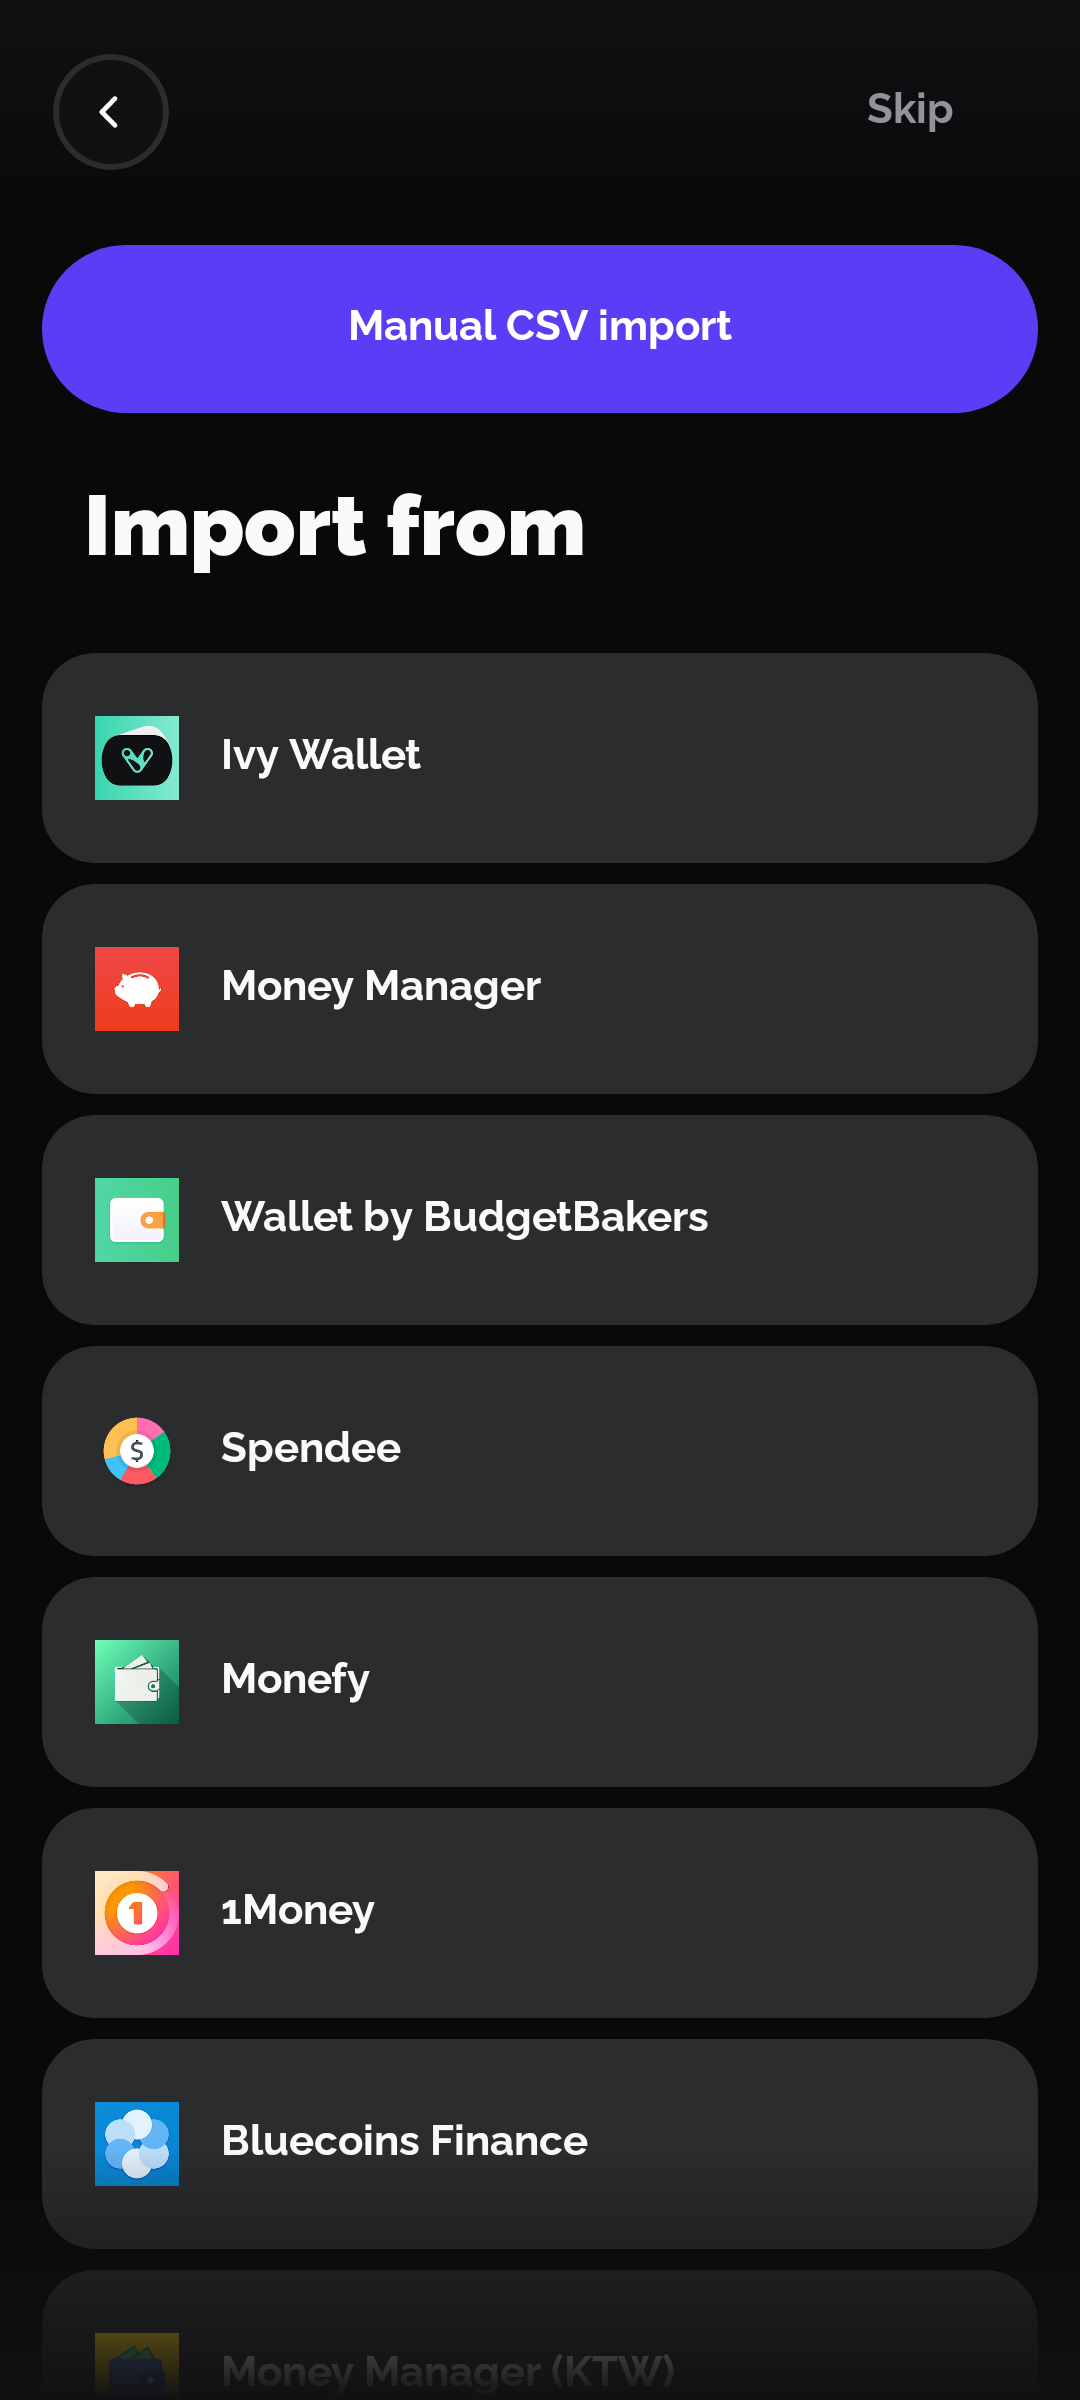 Skip
Manual CSV import
Import from
Ivy Wallet
Money Manager
Wallet by BudgetBakers
$
Spendee
Monefy
1
1Money
Bluecoins Finance
Money Manager (KTW)